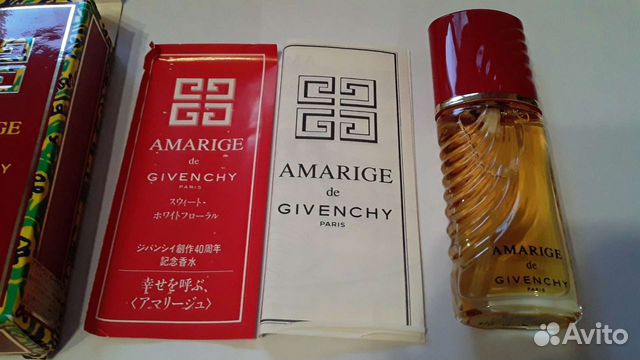 IGE
CHY
AMARIGE
de
GIVENCHY
PARIS
スウィート・
ホワイトフローラル
ジバンシイ創作40周年
記念香水
幸せを呼ぶ、
〈アマリージュ〉
AMARIGE
de
GIVENCHY
PARIS
AMARIGE
de
GIVENCHY
PARIS
Avito